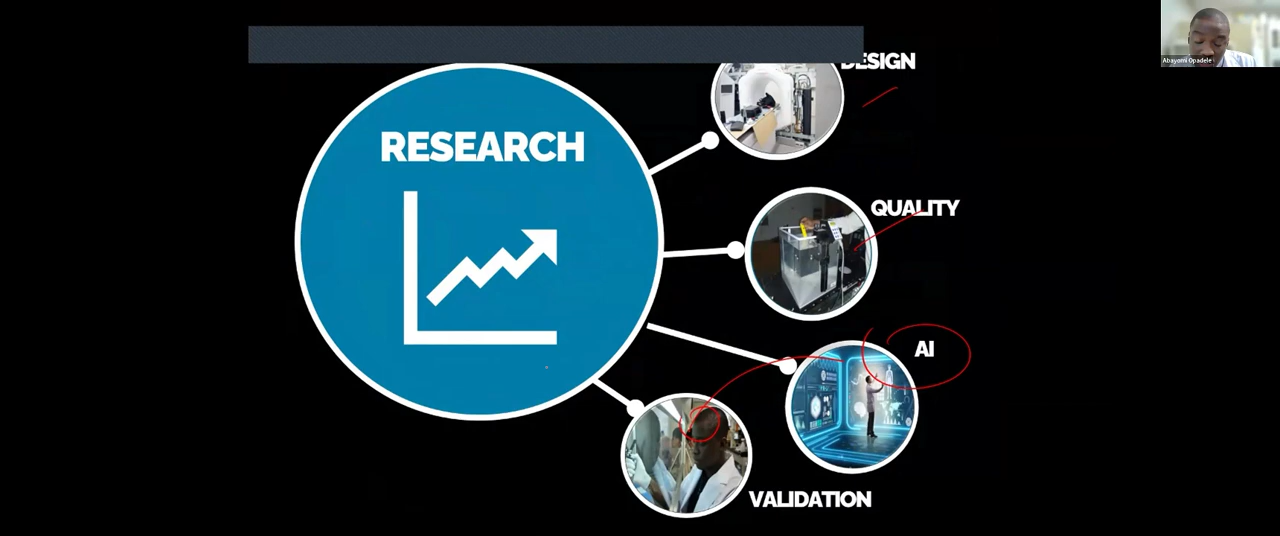 DESIGN
Abayomi Opadele
RESEARCH
QUALITY
AI
VALIDATION